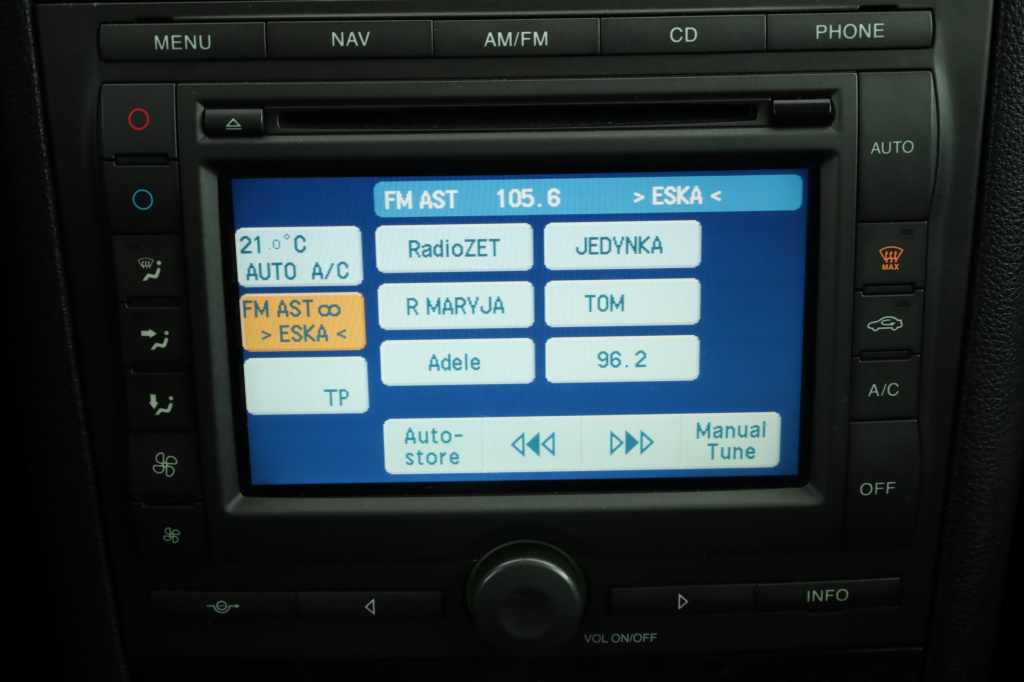 MENU NAV AM/FM CD PHONE
AUTO
FM AST 105.6 > ESKA <
21.0°C
AUTO A/C
RadioZET JEDYNKA
MAX
FM AST ∞
> ESKA <
R MARYJA TOM
Adele 96.2
TP
A/C
Auto-
store
Manual
Tune
OFF
INFO
VOL ON/OFF